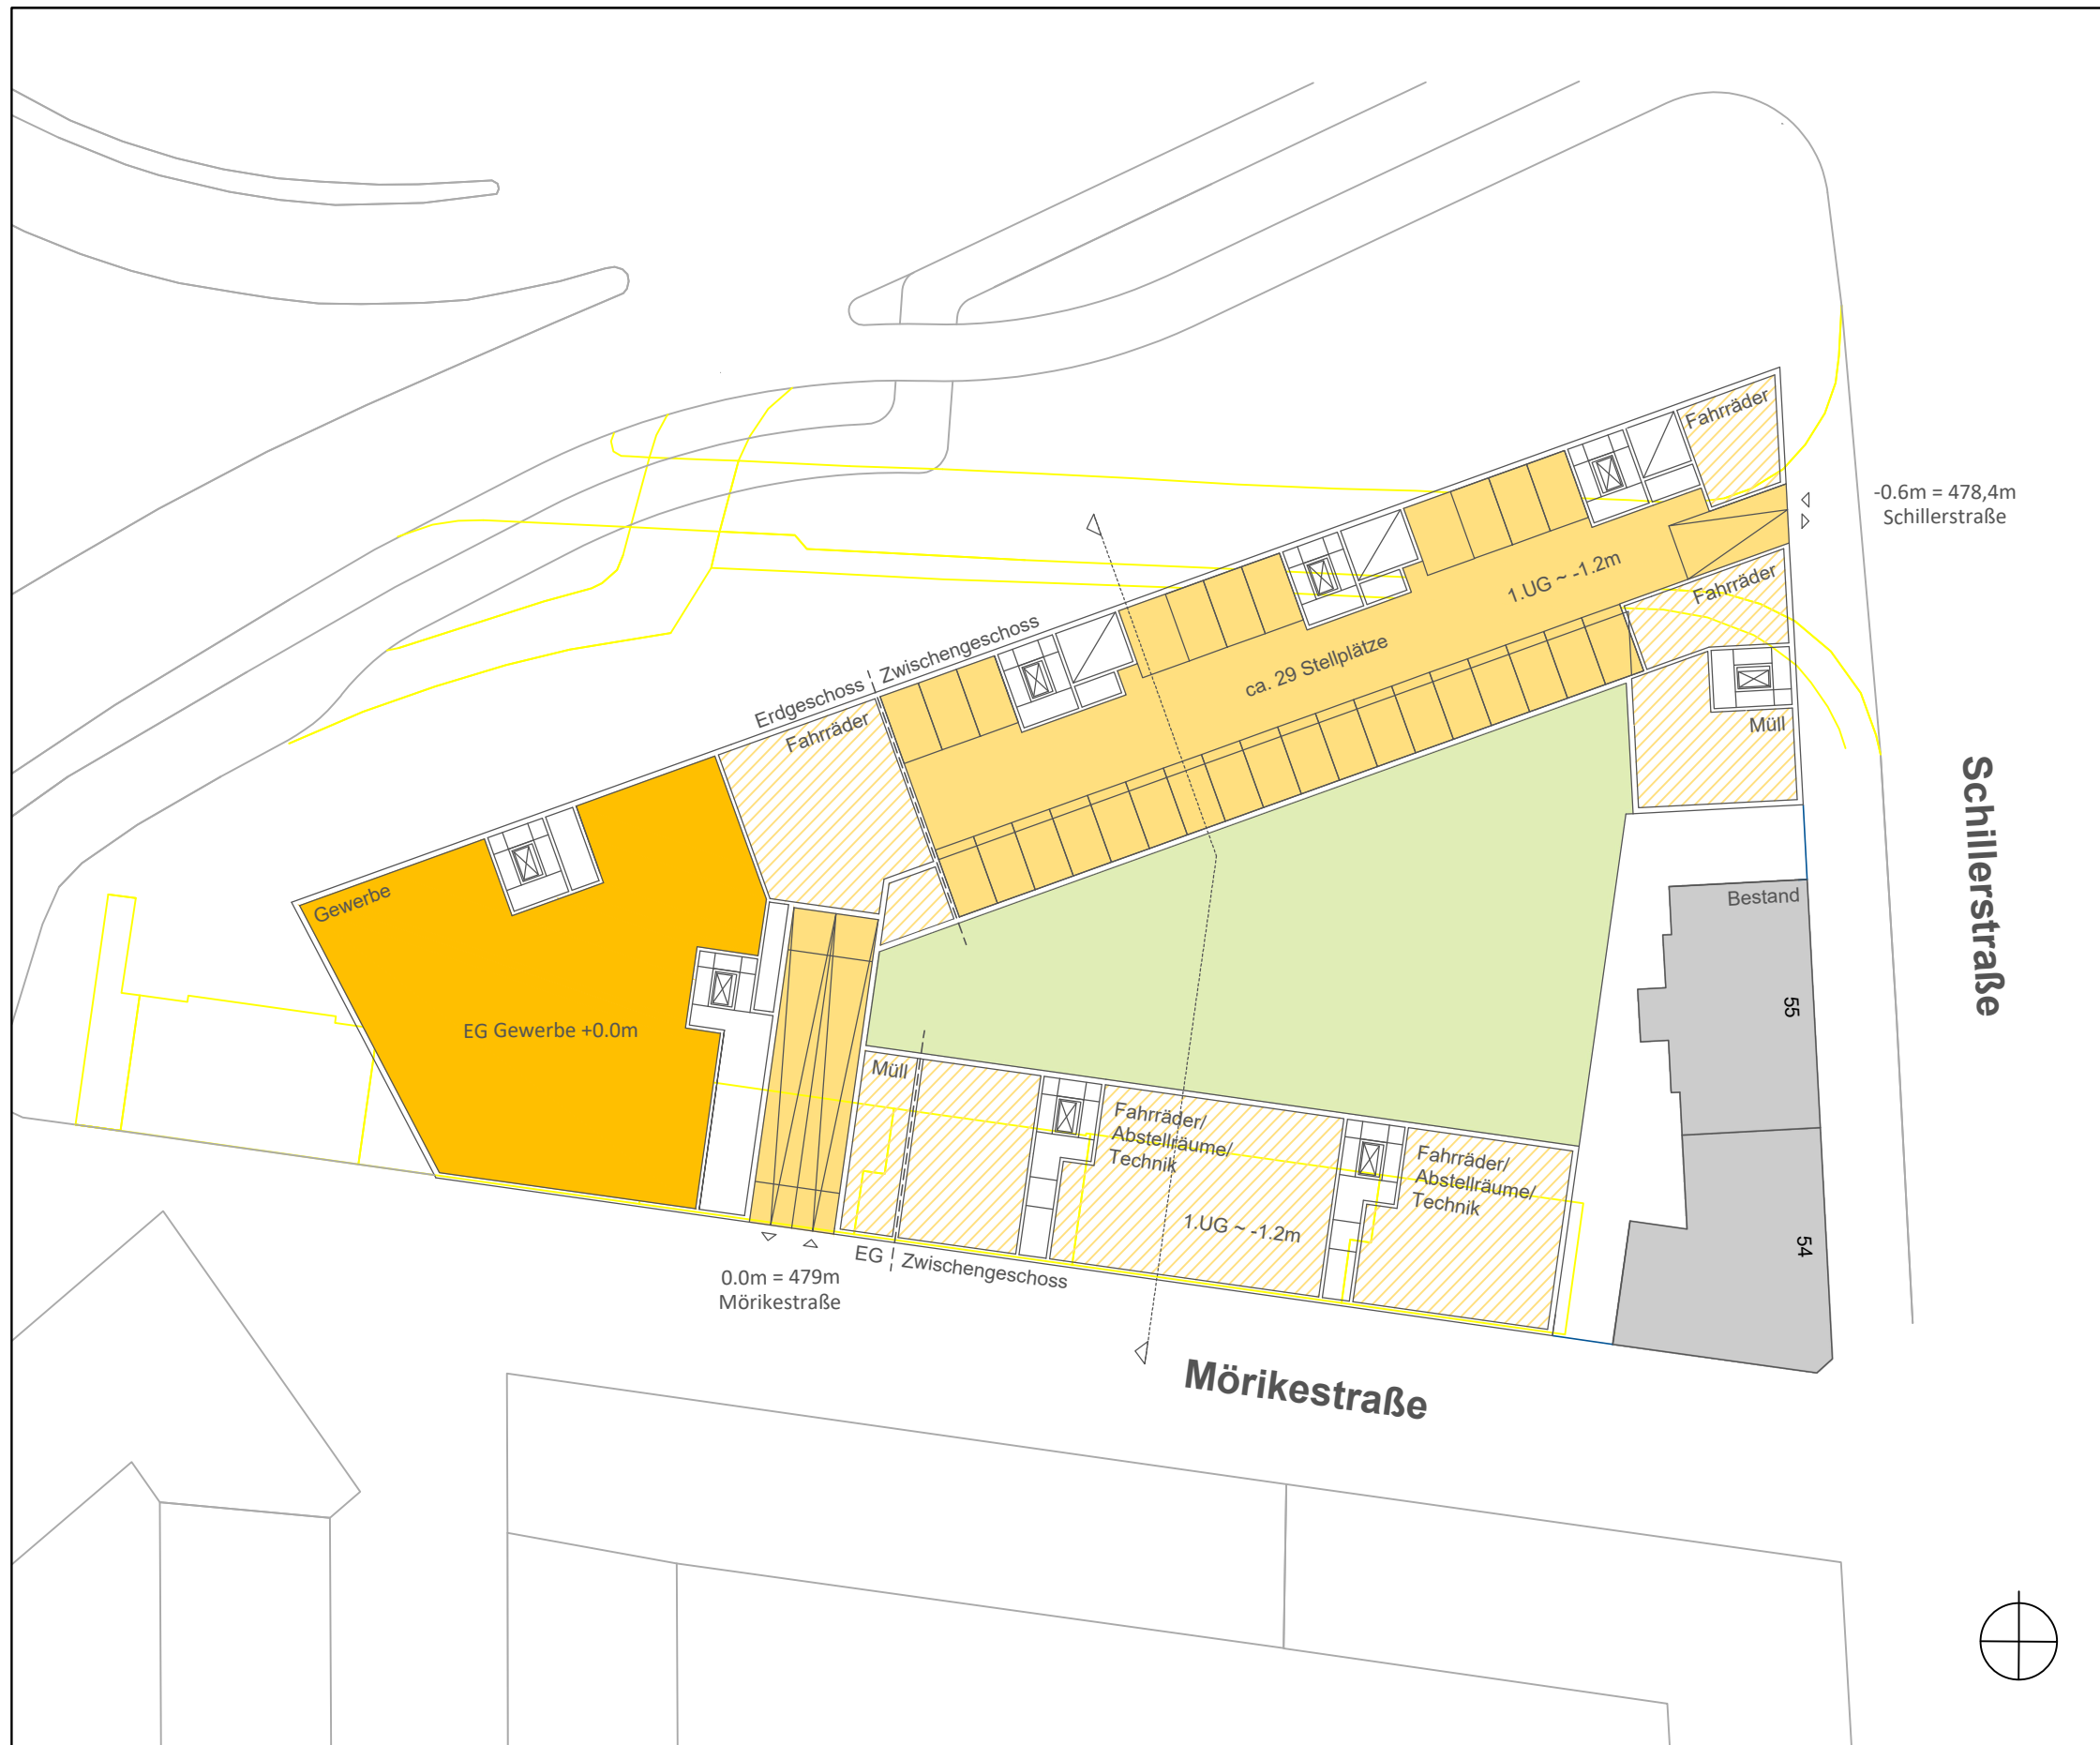 Fahrräder
-0.6m = 478,4m
Schillerstraße
1.UG ~ -1.2m
Fahrräder
Zwischengeschoss
ca. 29 Stellplätze
Erdgeschoss
Fahrräder
Müll
Schillerstraße
Gewerbe
Bestand
55
EG Gewerbe +0.0m
Müll
Fahrräder/
Abstellräume/
Technik
Fahrräder/
Abstellräume/
Technik
1.UG ~ -1.2m
54
EG
Zwischengeschoss
0.0m = 479m
Mörikestraße
Mörikestraße